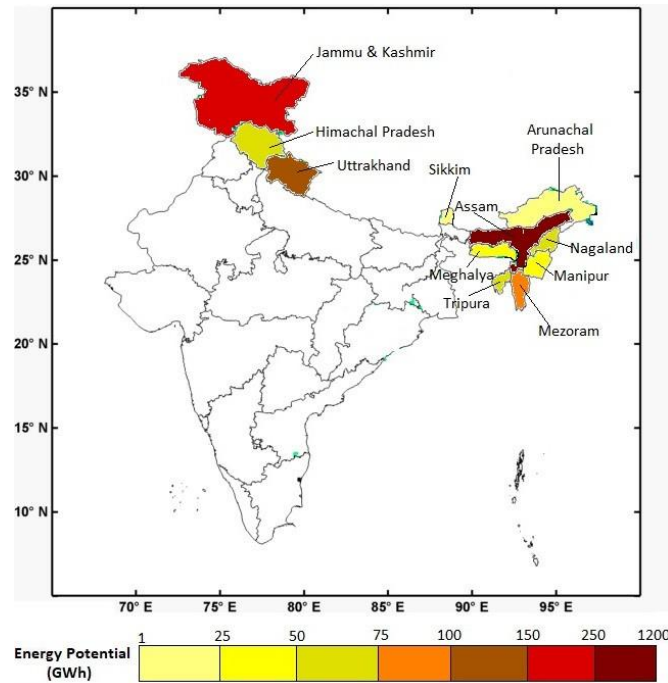 Jammu & Kashmir
35° N
Himachal Pradesh
Arunachal
Pradesh
Uttrakhand
Sikkim
30° N
Assam
Nagaland
25° N
Meghalya
Manipur
Tripura
Mezoram
20° N
15° N
10° N
70° E 75° E 80° E 85° E 90° E 95° E
1 25 50 75 100 150 250 1200
Energy Potential
(GWh)